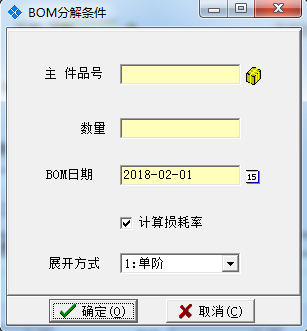 BOM分解条件
主 件品号
数量
BOM日期 2018-02-01 15
计算损耗率
展开方式 1:单阶
确定(O) 取消(C)